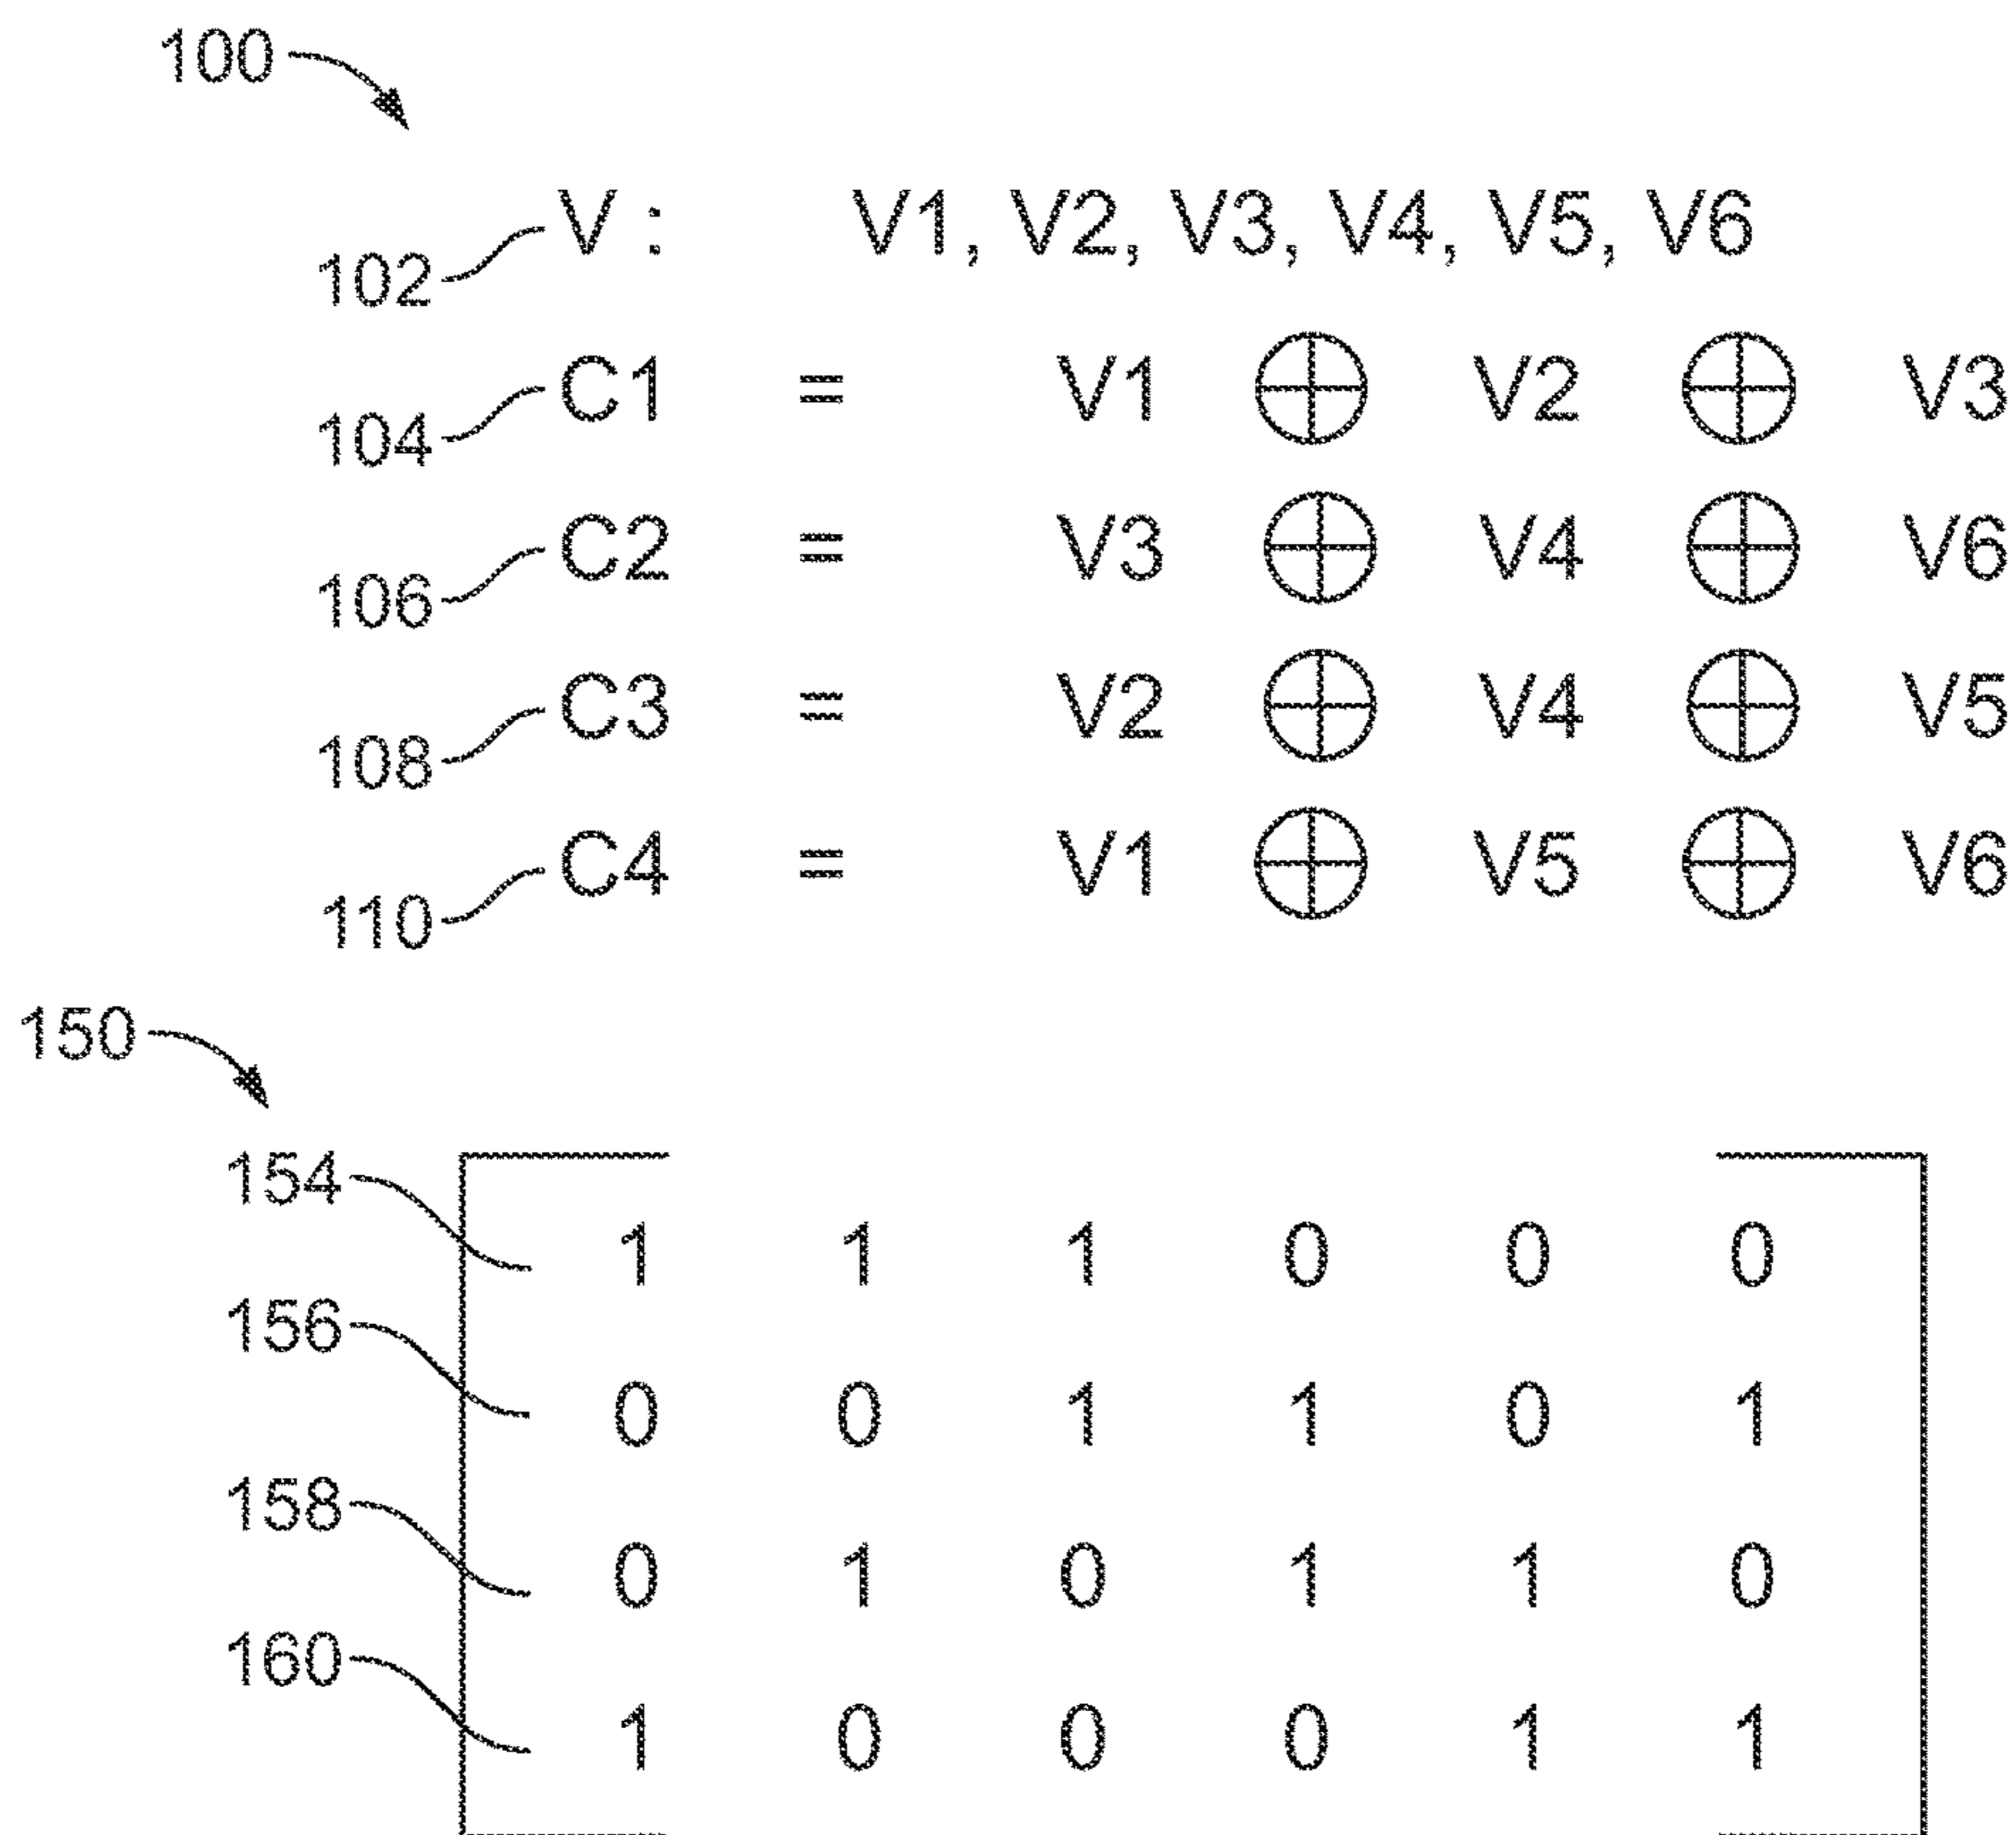 100
V : V1, V2, V3, V4, V5, V6
102
C1 = V1 ⊕ V2 ⊕ V3
104
C2 = V3 ⊕ V4 ⊕ V6
106
C3 = V2 ⊕ V4 ⊕ V5
108
C4 = V1 ⊕ V5 ⊕ V6
110
150
154
1 1 1 0 0 0
156
0 0 1 1 0 1
158
0 1 0 1 1 0
160
1 0 0 0 1 1